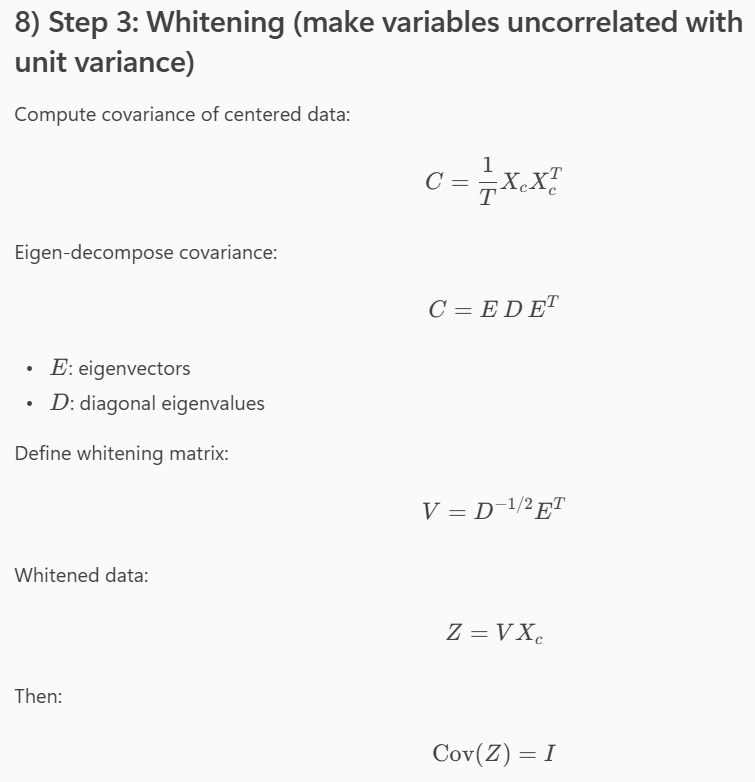 8) Step 3: Whitening (make variables uncorrelated with
unit variance)
Compute covariance of centered data:
C = \frac{1}{T} X_c X_c^T
Eigen-decompose covariance:
C = E D E^T
• E: eigenvectors
• D: diagonal eigenvalues
Define whitening matrix:
V = D^{-1/2} E^T
Whitened data:
Z = V X_c
Then:
Cov(Z) = I